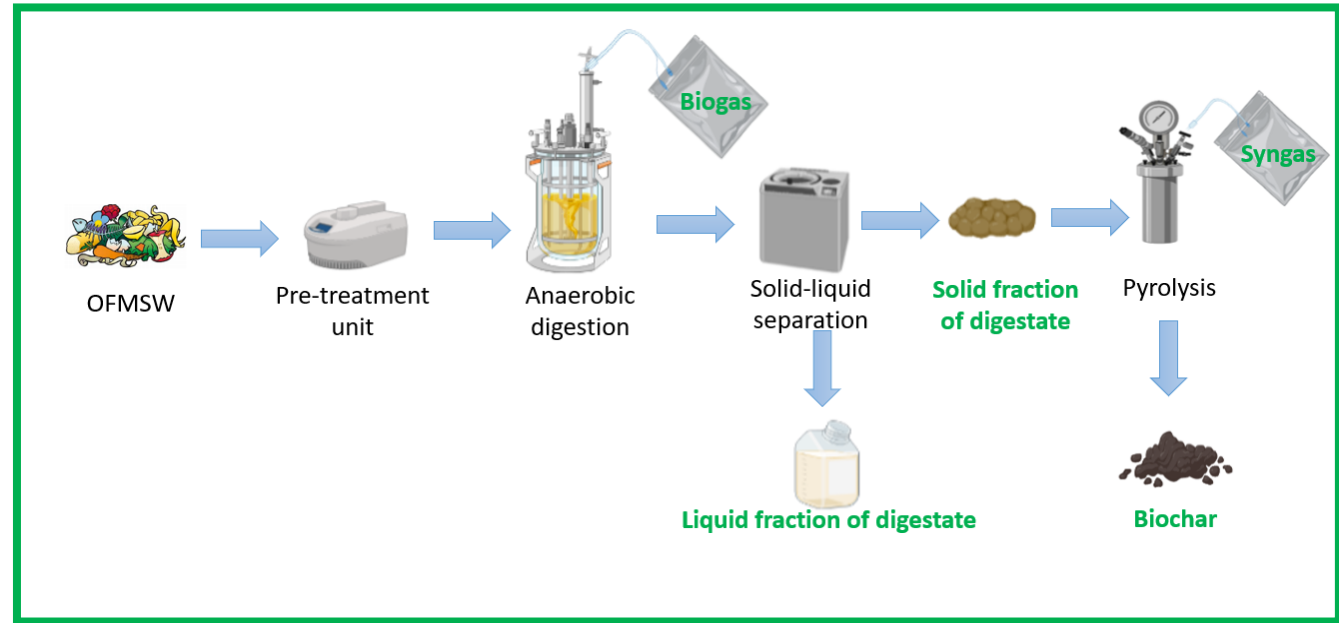 Biogas
Syngas
OFMSW
Pre-treatment
unit
Anaerobic
digestion
Solid-liquid
separation
Solid fraction
of digestate
Pyrolysis
Liquid fraction of digestate
Biochar